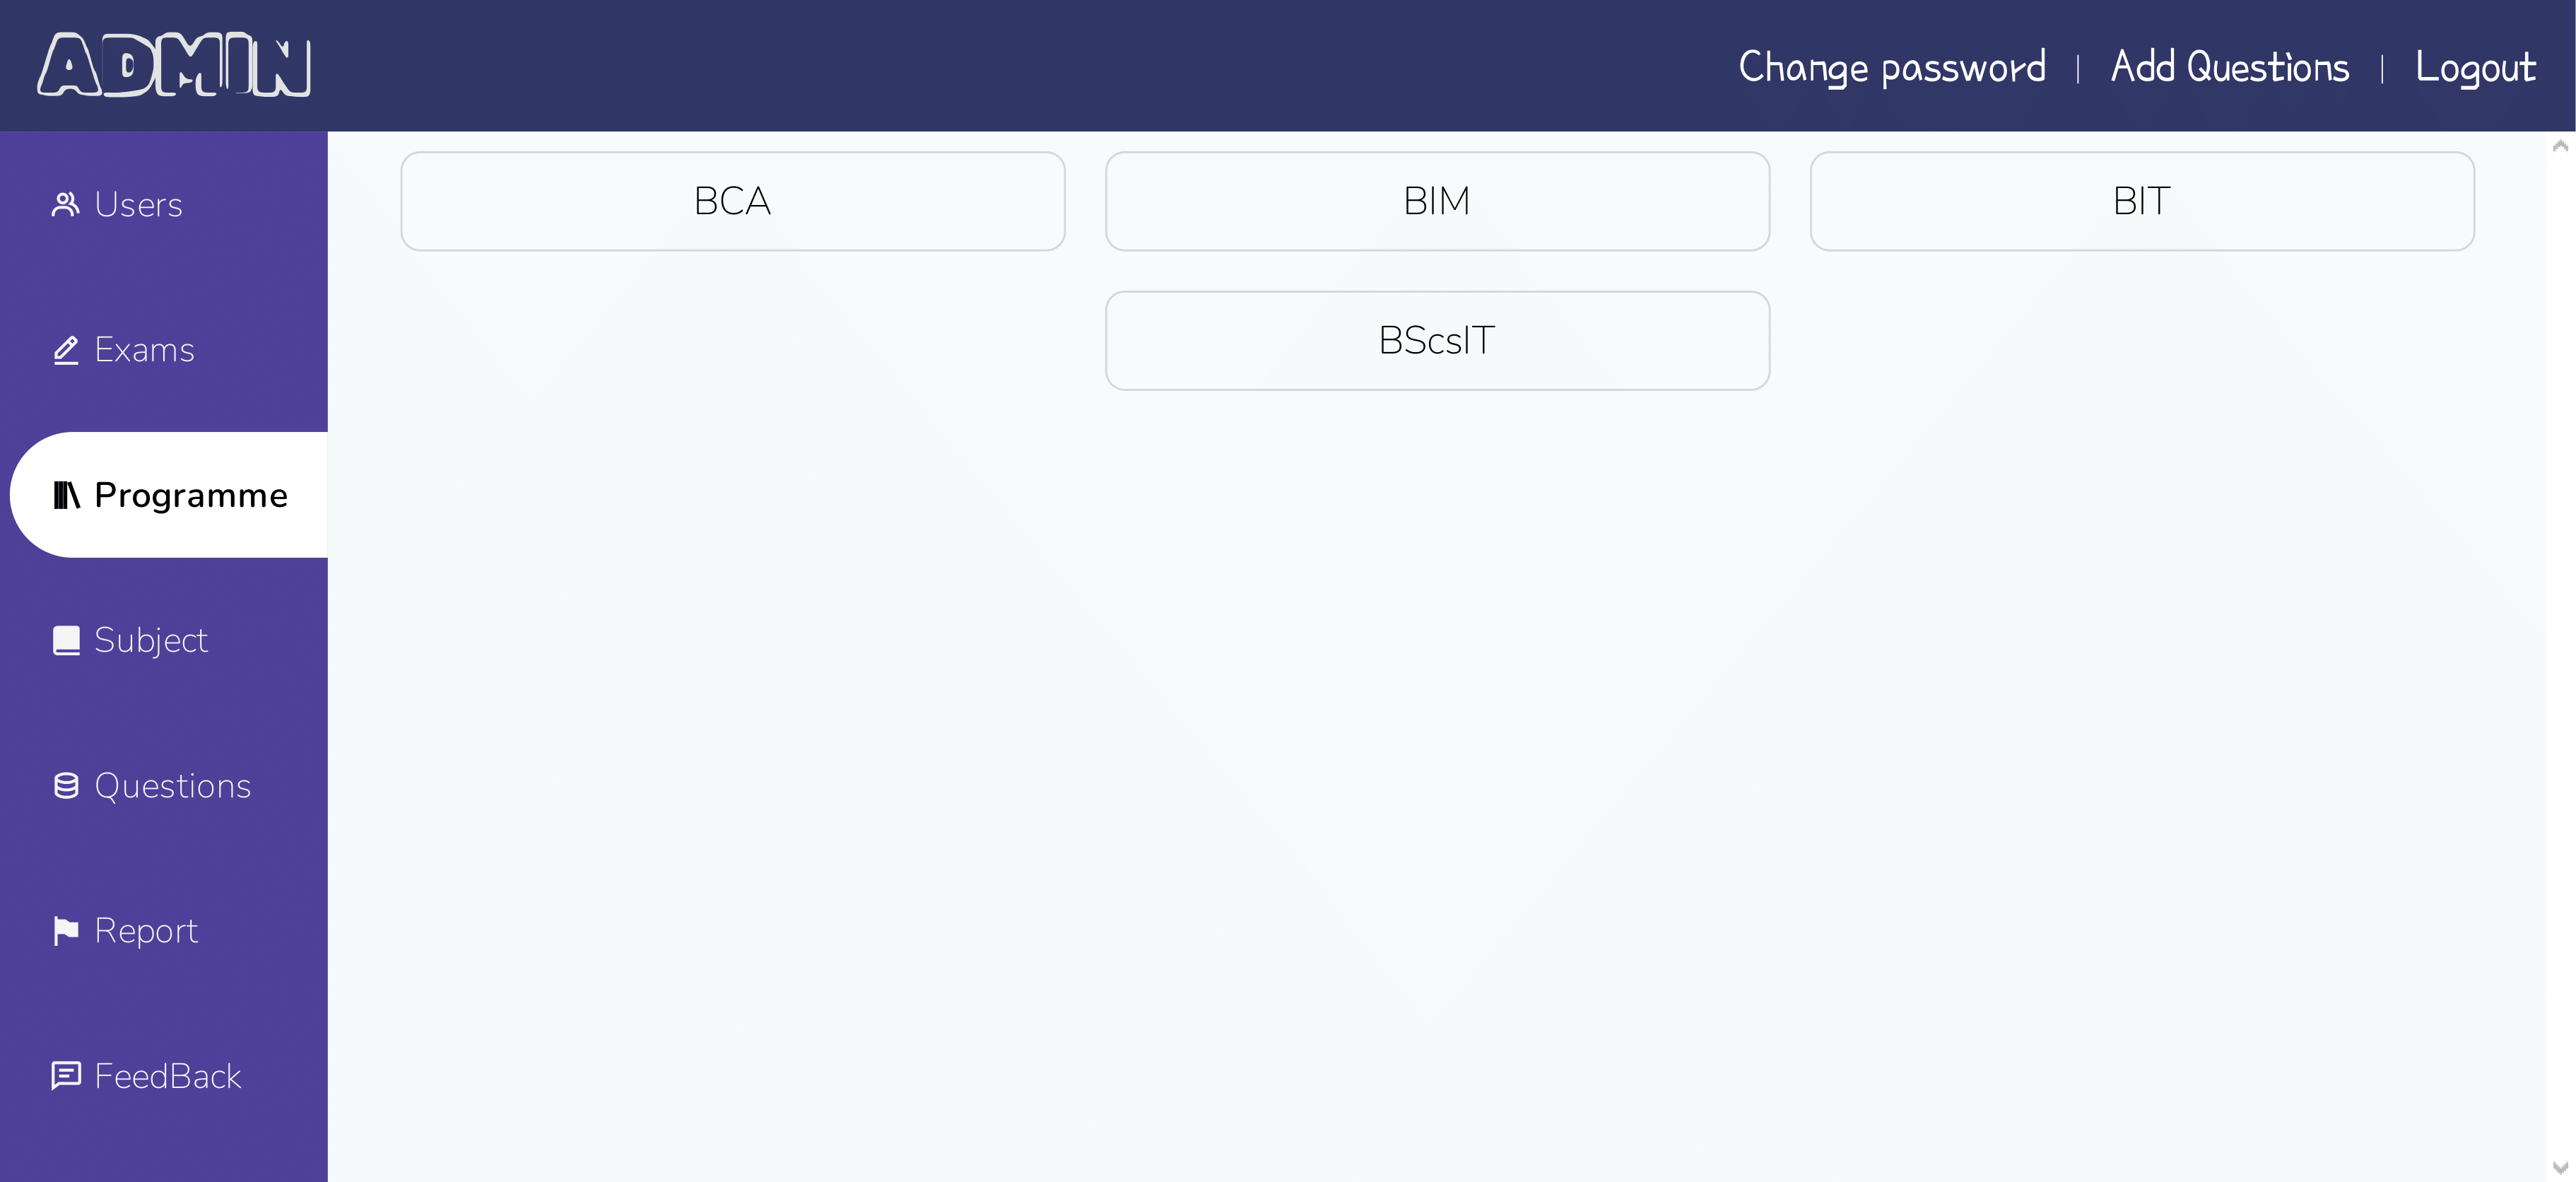 ADMIN
Change password | Add Questions | Logout
Users
Exams
Programme
Subject
Questions
Report
FeedBack
BCA
BIM
BIT
BScsIT